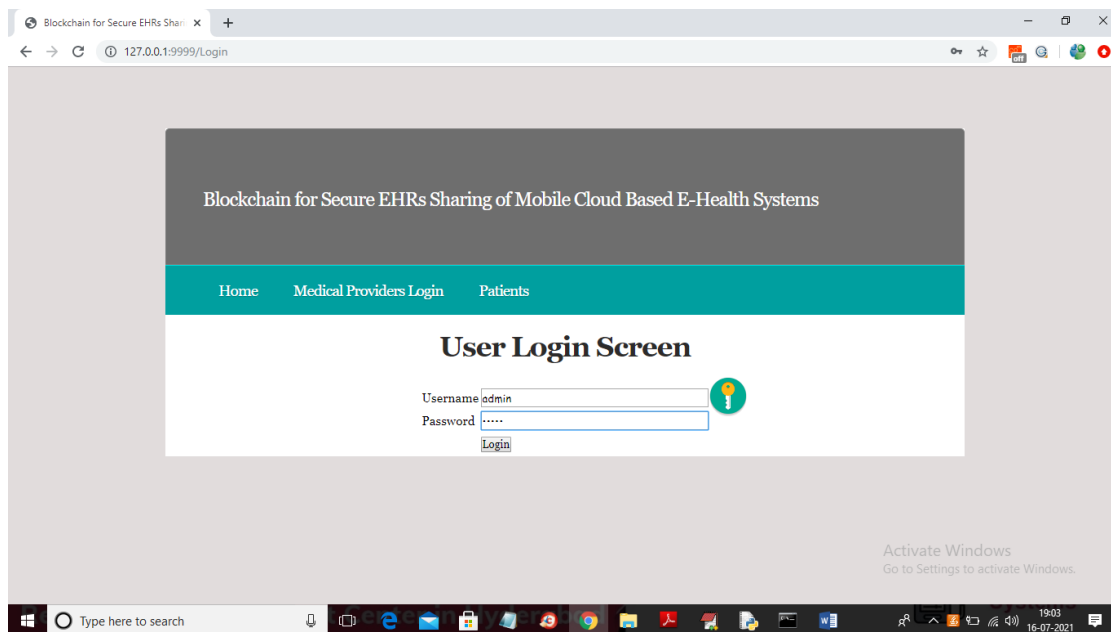 Blockchain for Secure EHRs Shar
127.0.0.1:9999/Login
off
Blockchain for Secure EHRs Sharing of Mobile Cloud Based E-Health Systems
Home Medical Providers Login Patients
User Login Screen
Username admin
Password •••••
Login
Activate Windows
Go to Settings to activate Windows.
Type here to search
19:03
16-07-2021